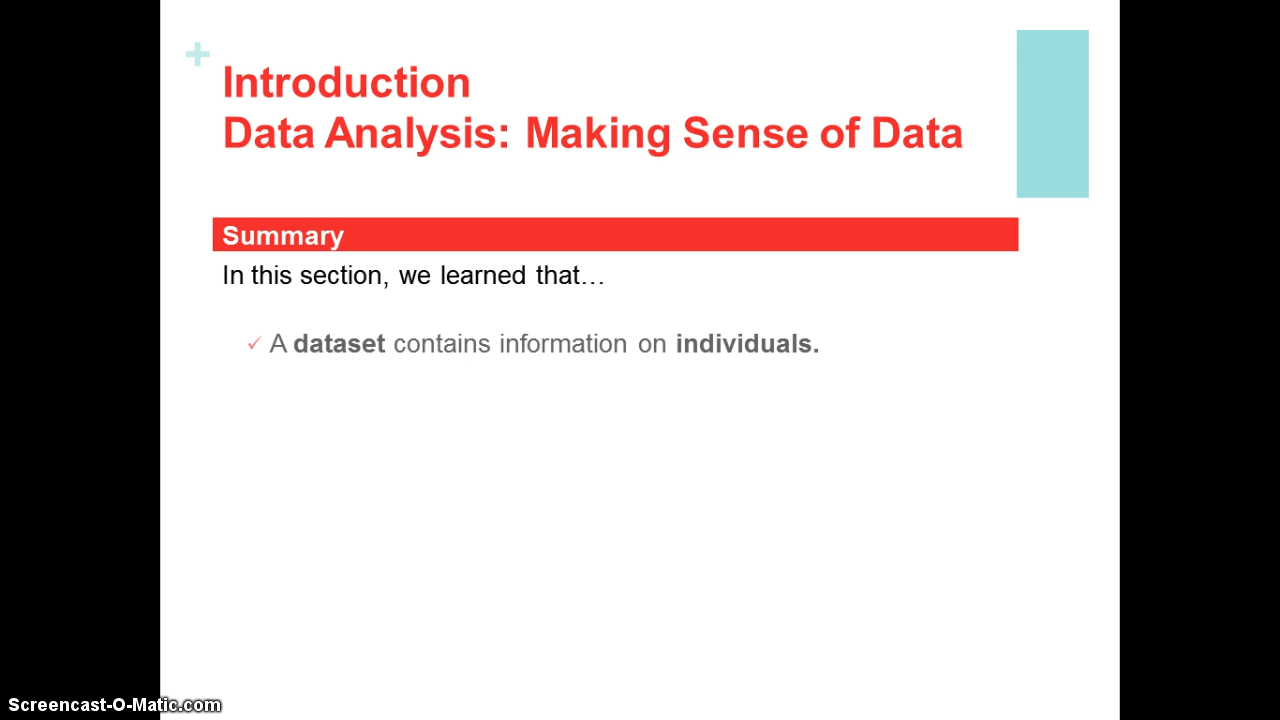 +
Introduction
Data Analysis: Making Sense of Data
Summary
In this section, we learned that…
✓ A dataset contains information on individuals.
Screencast-O-Matic.com